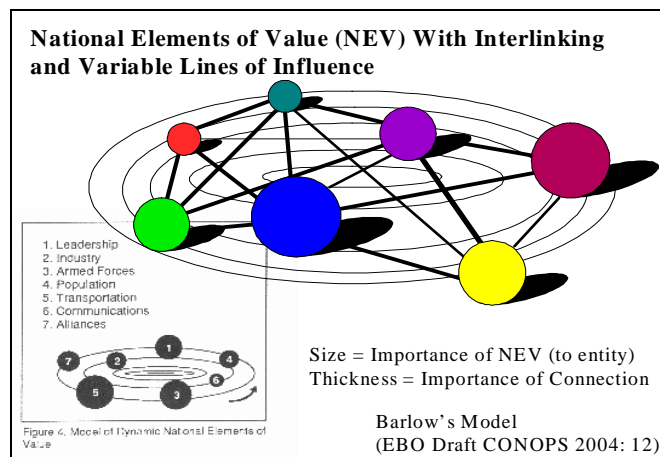 National Elements of Value (NEV) With Interlinking
and Variable Lines of Influence
1. Leadership
2. Industry
3. Armed Forces
4. Population
5. Transportation
6. Communications
7. Alliances
1
7
2
4
6
5
3
Figure 4. Model of Dynamic National Elements of
Value
Size = Importance of NEV (to entity)
Thickness = Importance of Connection
Barlow's Model
(EBO Draft CONOPS 2004: 12)